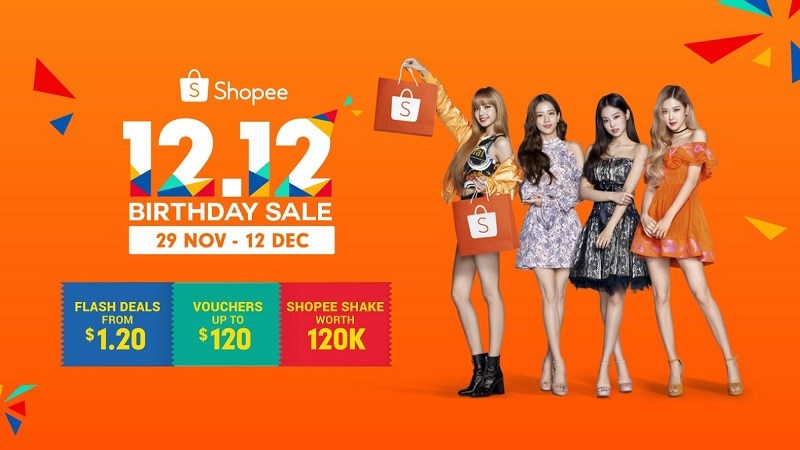 Shopee
12.12
BIRTHDAY SALE
29 NOV - 12 DEC
FLASH DEALS
FROM
$1.20
VOUCHERS
UP TO
$120
SHOPEE SHAKE
WORTH
120K
S
S